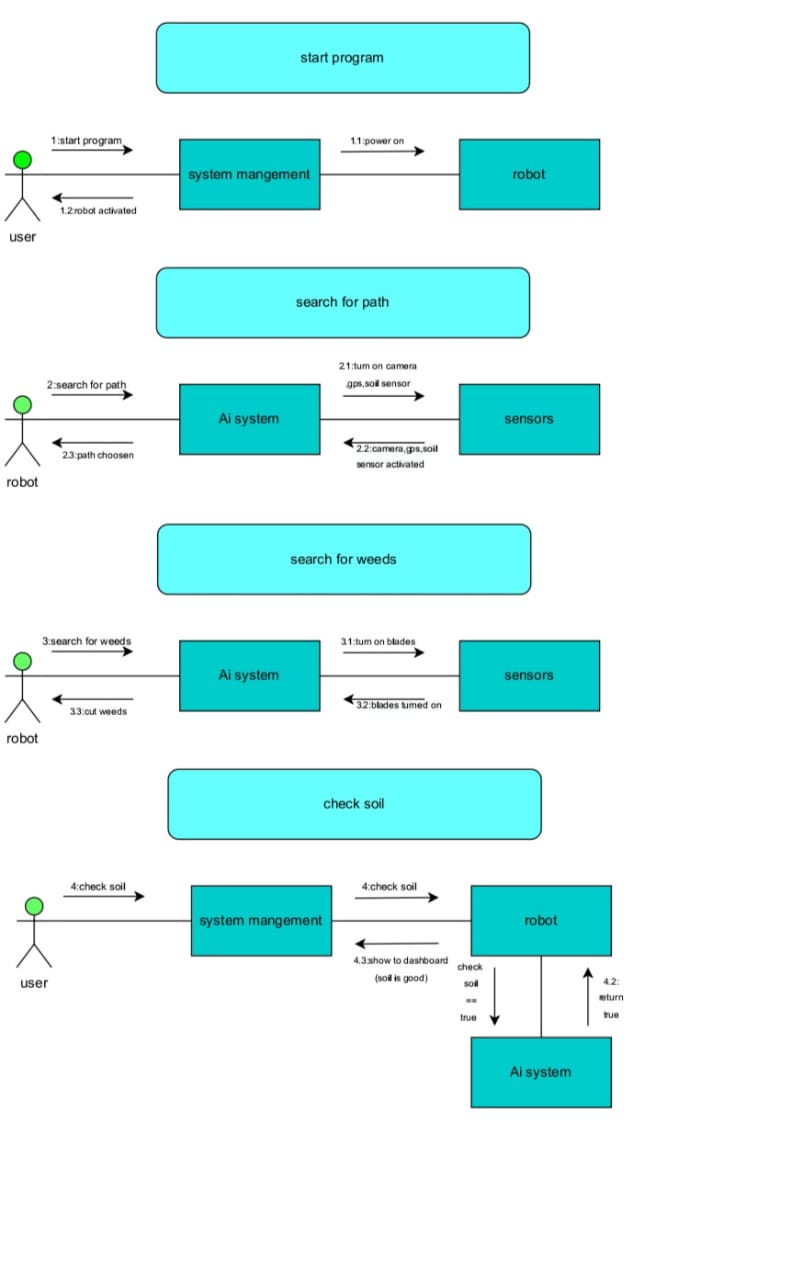 start program
1:start program
1.1:power on
system mangement
robot
1.2:robot activated
user
search for path
2.1:turn on camera
2:search for path
,gps,soil sensor
Ai system
sensors
2.3:path choosen
2.2:camera,gps,soil
sensor activated
robot
search for weeds
3:search for weeds
3.1:turn on blades
Ai system
sensors
3.3:cut weeds
3.2:blades turned on
robot
check soil
4:check soil
4:check soil
system mangement
robot
4.3:show to dashboard
(soil is good)
check
soil
==
true
4.2:
return
true
user
Ai system